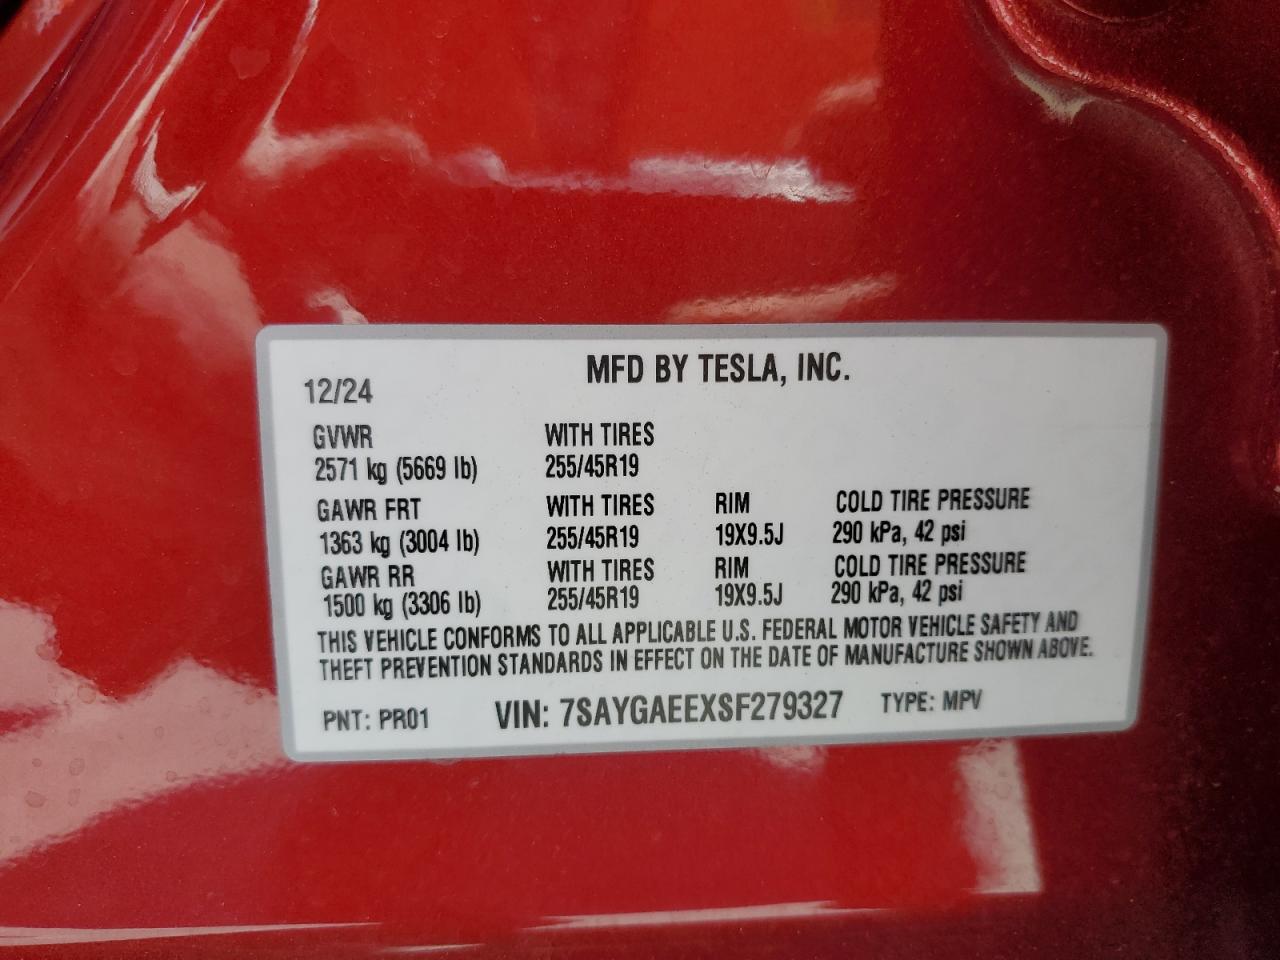 MFD BY TESLA, INC.
12/24
GVWR WITH TIRES
2571 kg (5669 lb) 255/45R19
GAWR FRT WITH TIRES RIM COLD TIRE PRESSURE
1363 kg (3004 lb) 255/45R19 19X9.5J 290 kPa, 42 psi
GAWR RR WITH TIRES RIM COLD TIRE PRESSURE
1500 kg (3306 lb) 255/45R19 19X9.5J 290 kPa, 42 psi
THIS VEHICLE CONFORMS TO ALL APPLICABLE U.S. FEDERAL MOTOR VEHICLE SAFETY AND
THEFT PREVENTION STANDARDS IN EFFECT ON THE DATE OF MANUFACTURE SHOWN ABOVE.
PNT: PR01 VIN: 7SAYGAEEXSF279327 TYPE: MPV